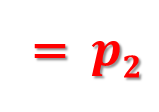 = p₂